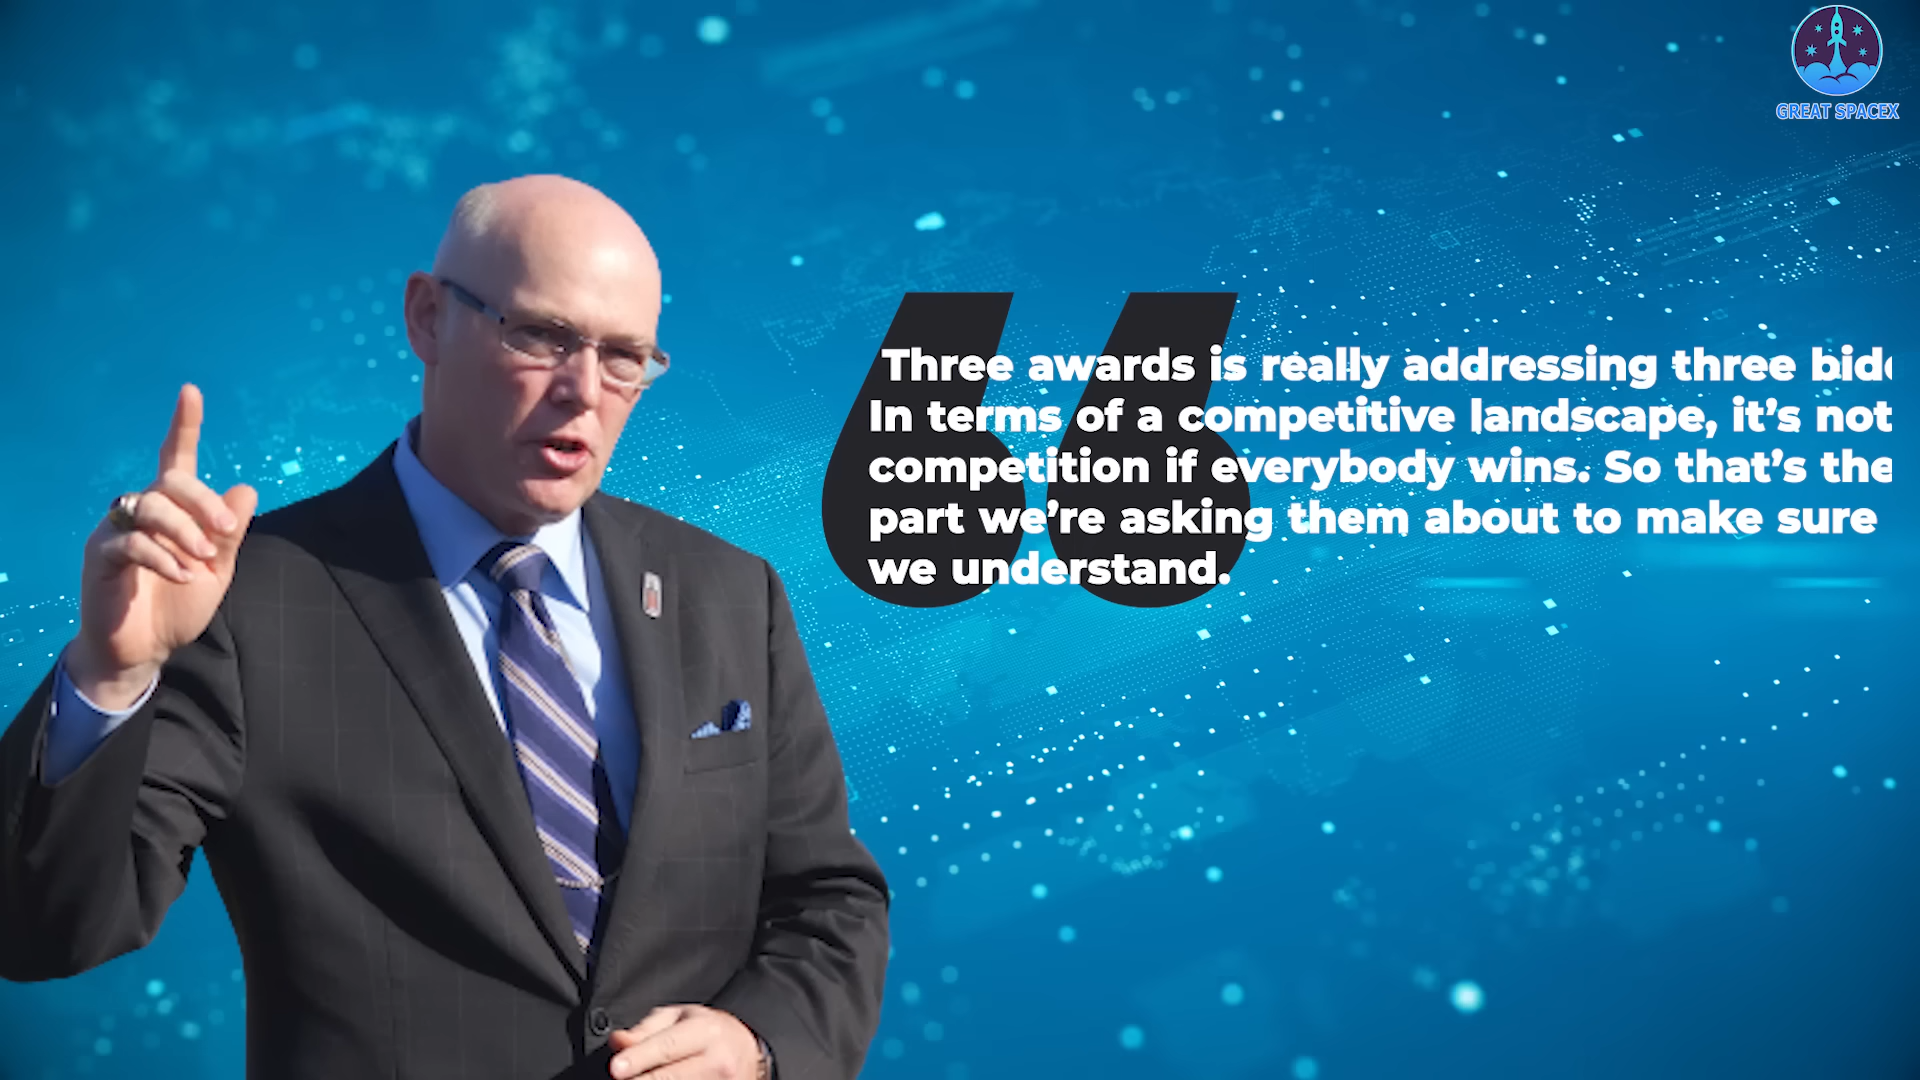 GREAT SPACEX
Three awards is really addressing three
In terms of a competitive landscape, it’s not
competition if everybody wins. So that’s the
part we’re asking them about to make sure
we understand.